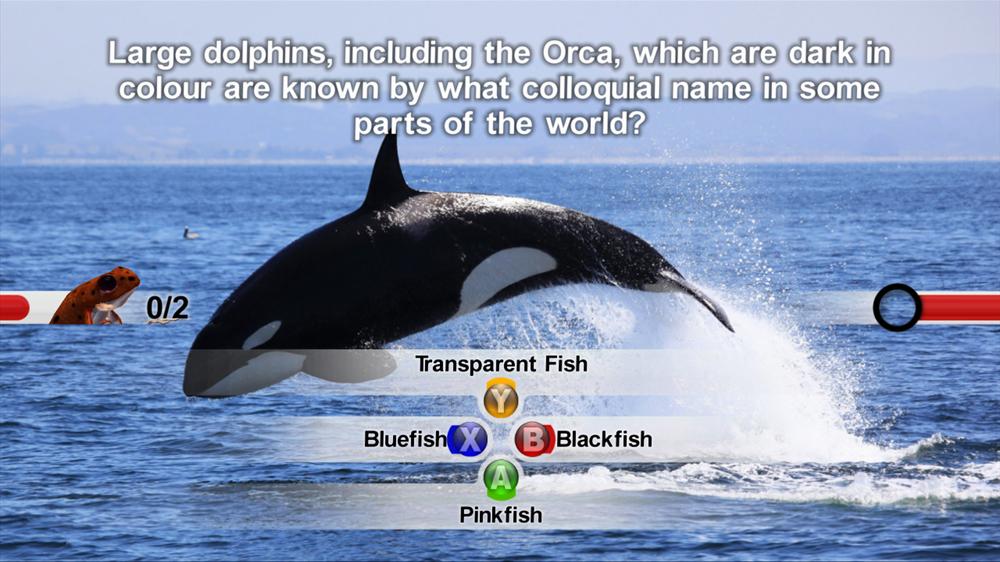 Large dolphins, including the Orca, which are dark in
colour are known by what colloquial name in some
parts of the world?
0/2
Transparent Fish
Y
Bluefish X B Blackfish
A
Pinkfish